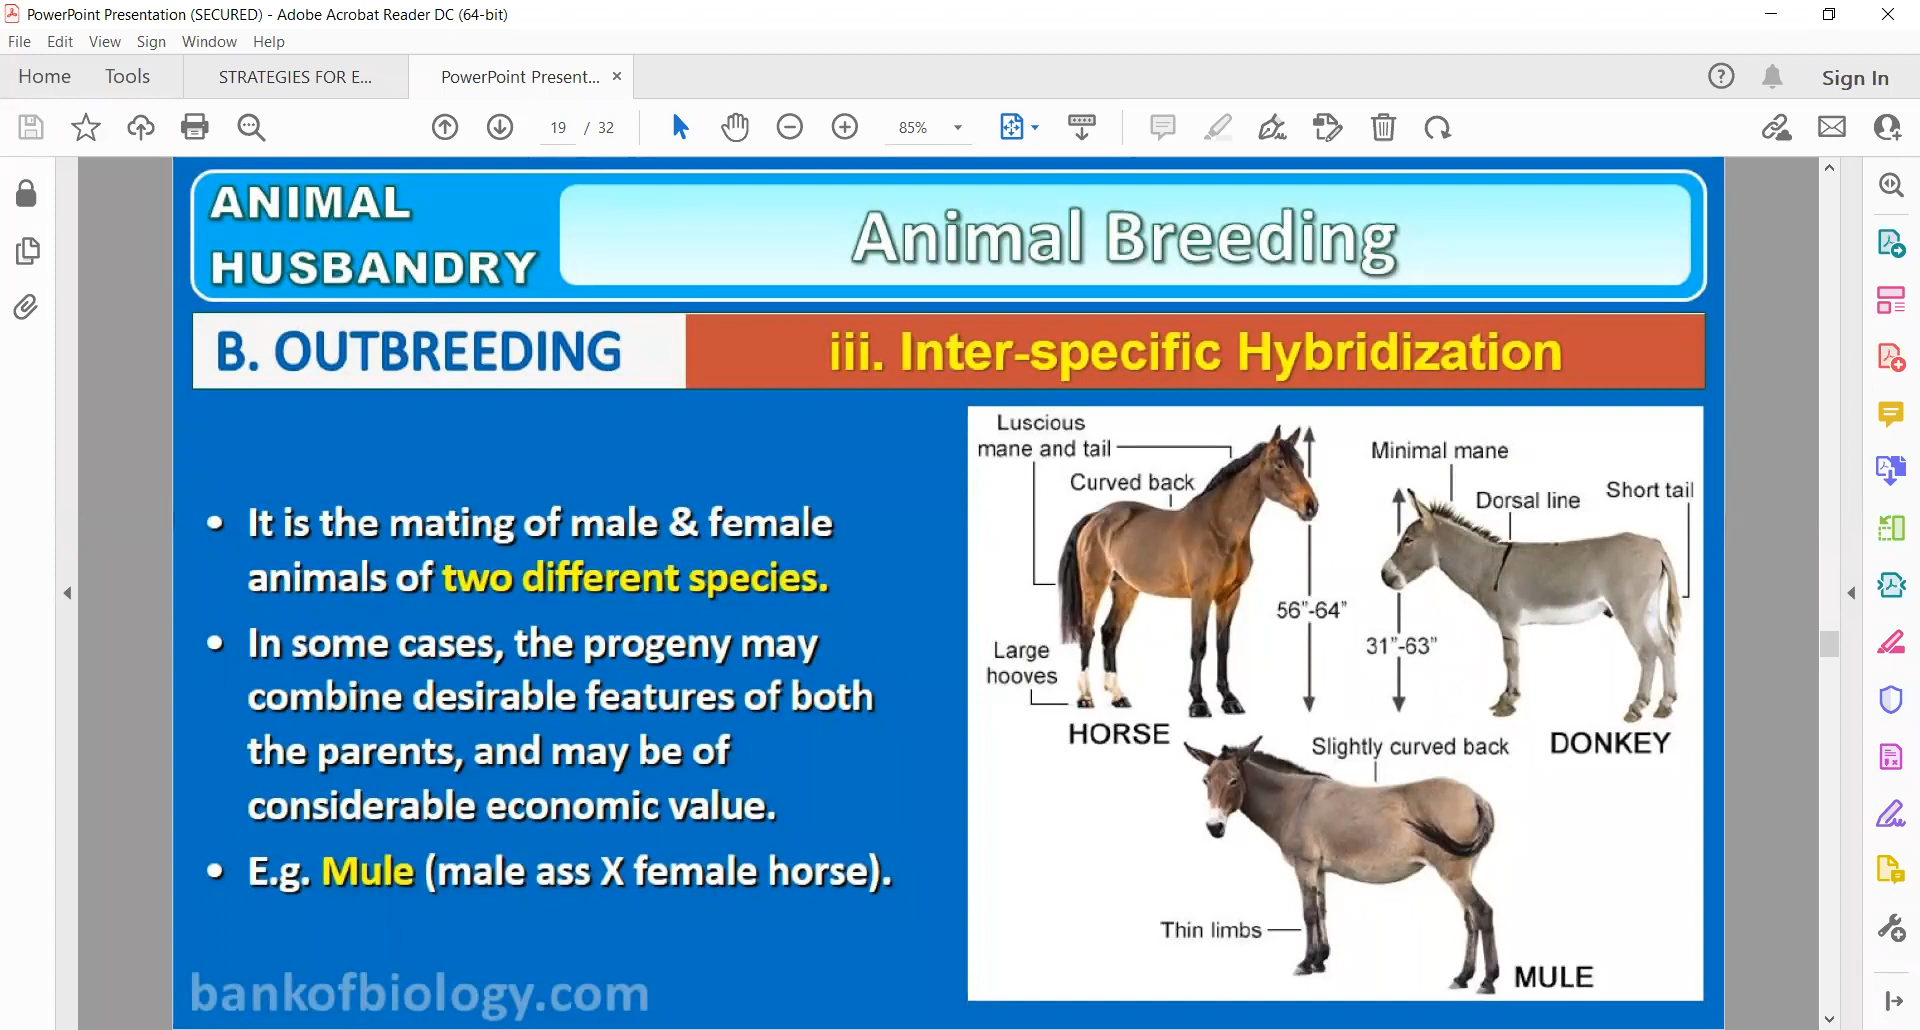 PowerPoint Presentation (SECURED) - Adobe Acrobat Reader DC (64-bit)
File Edit View Sign Window Help
Home Tools STRATEGIES FOR E... PowerPoint Present... × Sign In
19 / 32 85%
ANIMAL
HUSBANDRY
Animal Breeding
B. OUTBREEDING
iii. Inter-specific Hybridization
• It is the mating of male & female
animals of two different species.
• In some cases, the progeny may
combine desirable features of both
the parents, and may be of
considerable economic value.
• E.g. Mule (male ass X female horse).
Luscious
mane and tail
Curved back
Large
hooves
56”-64”
HORSE
Minimal mane
Dorsal line
Short tail
31”-63”
DONKEY
Slightly curved back
Thin limbs
MULE
bankofbiology.com